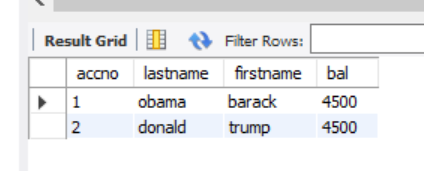 Result Grid Filter Rows:
accno lastname firstname bal
1 obama barack 4500
2 donald trump 4500